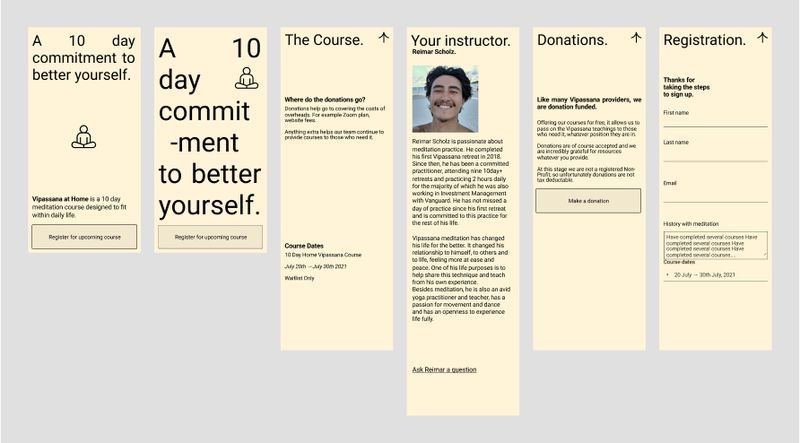 A 10 day
commitment to
better yourself.
Vipassana at Home is a 10 day
meditation course designed to fit
within daily life.
Register for upcoming course
A 10
day
commit
-ment
to better
yourself.
Register for upcoming course
The Course.
Where do the donations go?
Donations help go to covering the costs of
overheads. For example Zoom plan,
website fees.
Anything extra helps our team continue to
provide courses to those who need it.
Course Dates
10 Day Home Vipassana Course
July 20th – July 30th 2021
Waitlist Only
Your instructor.
Reimar Scholz.
Reimar Scholz is passionate about
meditation practice. He completed
his first Vipassana retreat in 2018.
Since then, he has been a committed
practitioner, attending nine 10day+
retreats and practicing 2 hours daily
for the majority of which he was also
working in Investment Management
with Vanguard. He has not missed a
day of practice since his first retreat
and is committed to this practice for
the rest of his life.
Vipassana meditation has changed
his life for the better. It changed his
relationship to himself, to others and
to life, feeling more at ease and
peace. One of his life purposes is to
help share this technique and teach
from his own experience.
Besides meditation, he is also an avid
yoga practitioner and teacher, has a
passion for movement and dance
and has an openness to experience
life fully.
Ask Reimar a question
Donations.
Like many Vipassana providers, we
are donation funded.
Offering our courses for free, it allows us to
pass on the Vipassana teachings to those
who need it, whatever position they are in.
Donations are of course accepted and we
are incredibly grateful for resources
whatever you provide.
At this stage we are not a registered Non-
Profit, so unfortunately donations are not
tax deductable.
Make a donation
Registration.
Thanks for
taking the steps
to sign up.
First name
Last name
Email
History with meditation
Have completed several courses Have
completed several courses Have
completed several courses Have
completed several courses...
Course dates
• 20 July – 30th July, 2021